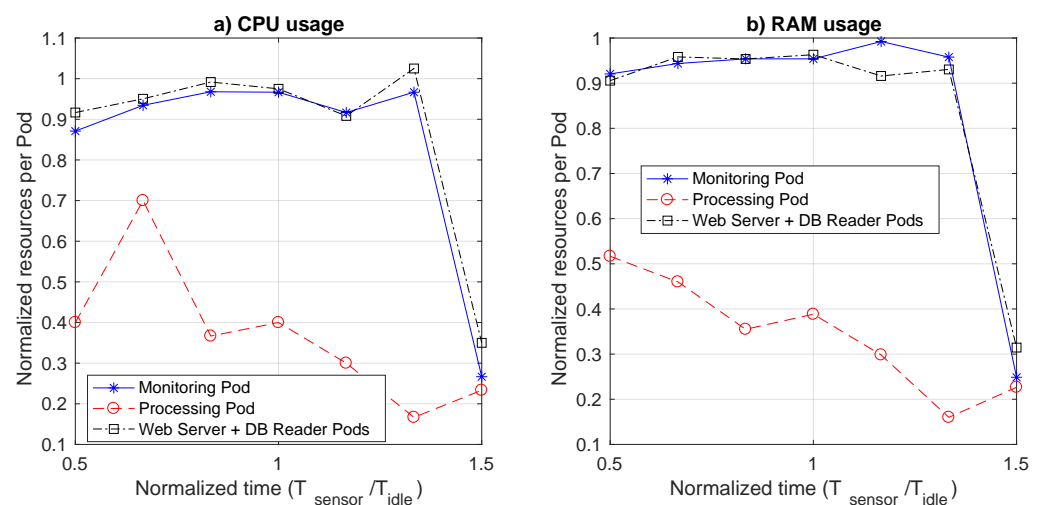 a) CPU usage
1.1
1
0.9
0.8
0.7
0.6
0.5
0.4
0.3
0.2
0.1
Normalized resources per Pod
Monitoring Pod
Processing Pod
Web Server + DB Reader Pods
0.5 1 1.5
Normalized time (T sensor /T idle )
b) RAM usage
1
0.9
0.8
0.7
0.6
0.5
0.4
0.3
0.2
0.1
Normalized resources per Pod
Monitoring Pod
Processing Pod
Web Server + DB Reader Pods
0.5 1 1.5
Normalized time (T sensor /T idle )